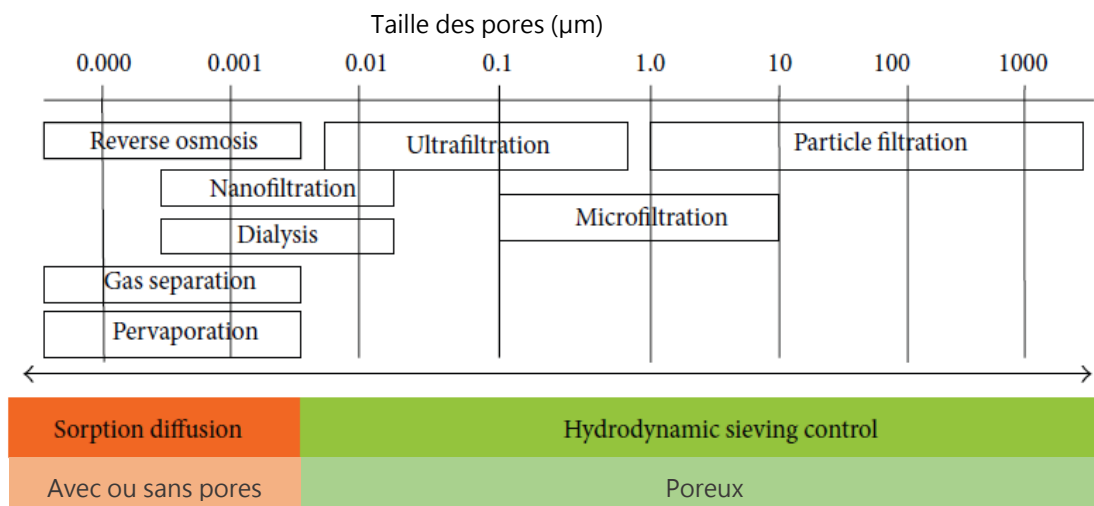 Taille des pores (µm)
0.000 0.001 0.01 0.1 1.0 10 100 1000
Reverse osmosis
Ultrafiltration
Particle filtration
Nanofiltration
Microfiltration
Dialysis
Gas separation
Pervaporation
Sorption diffusion
Hydrodynamic sieving control
Avec ou sans pores
Poreux